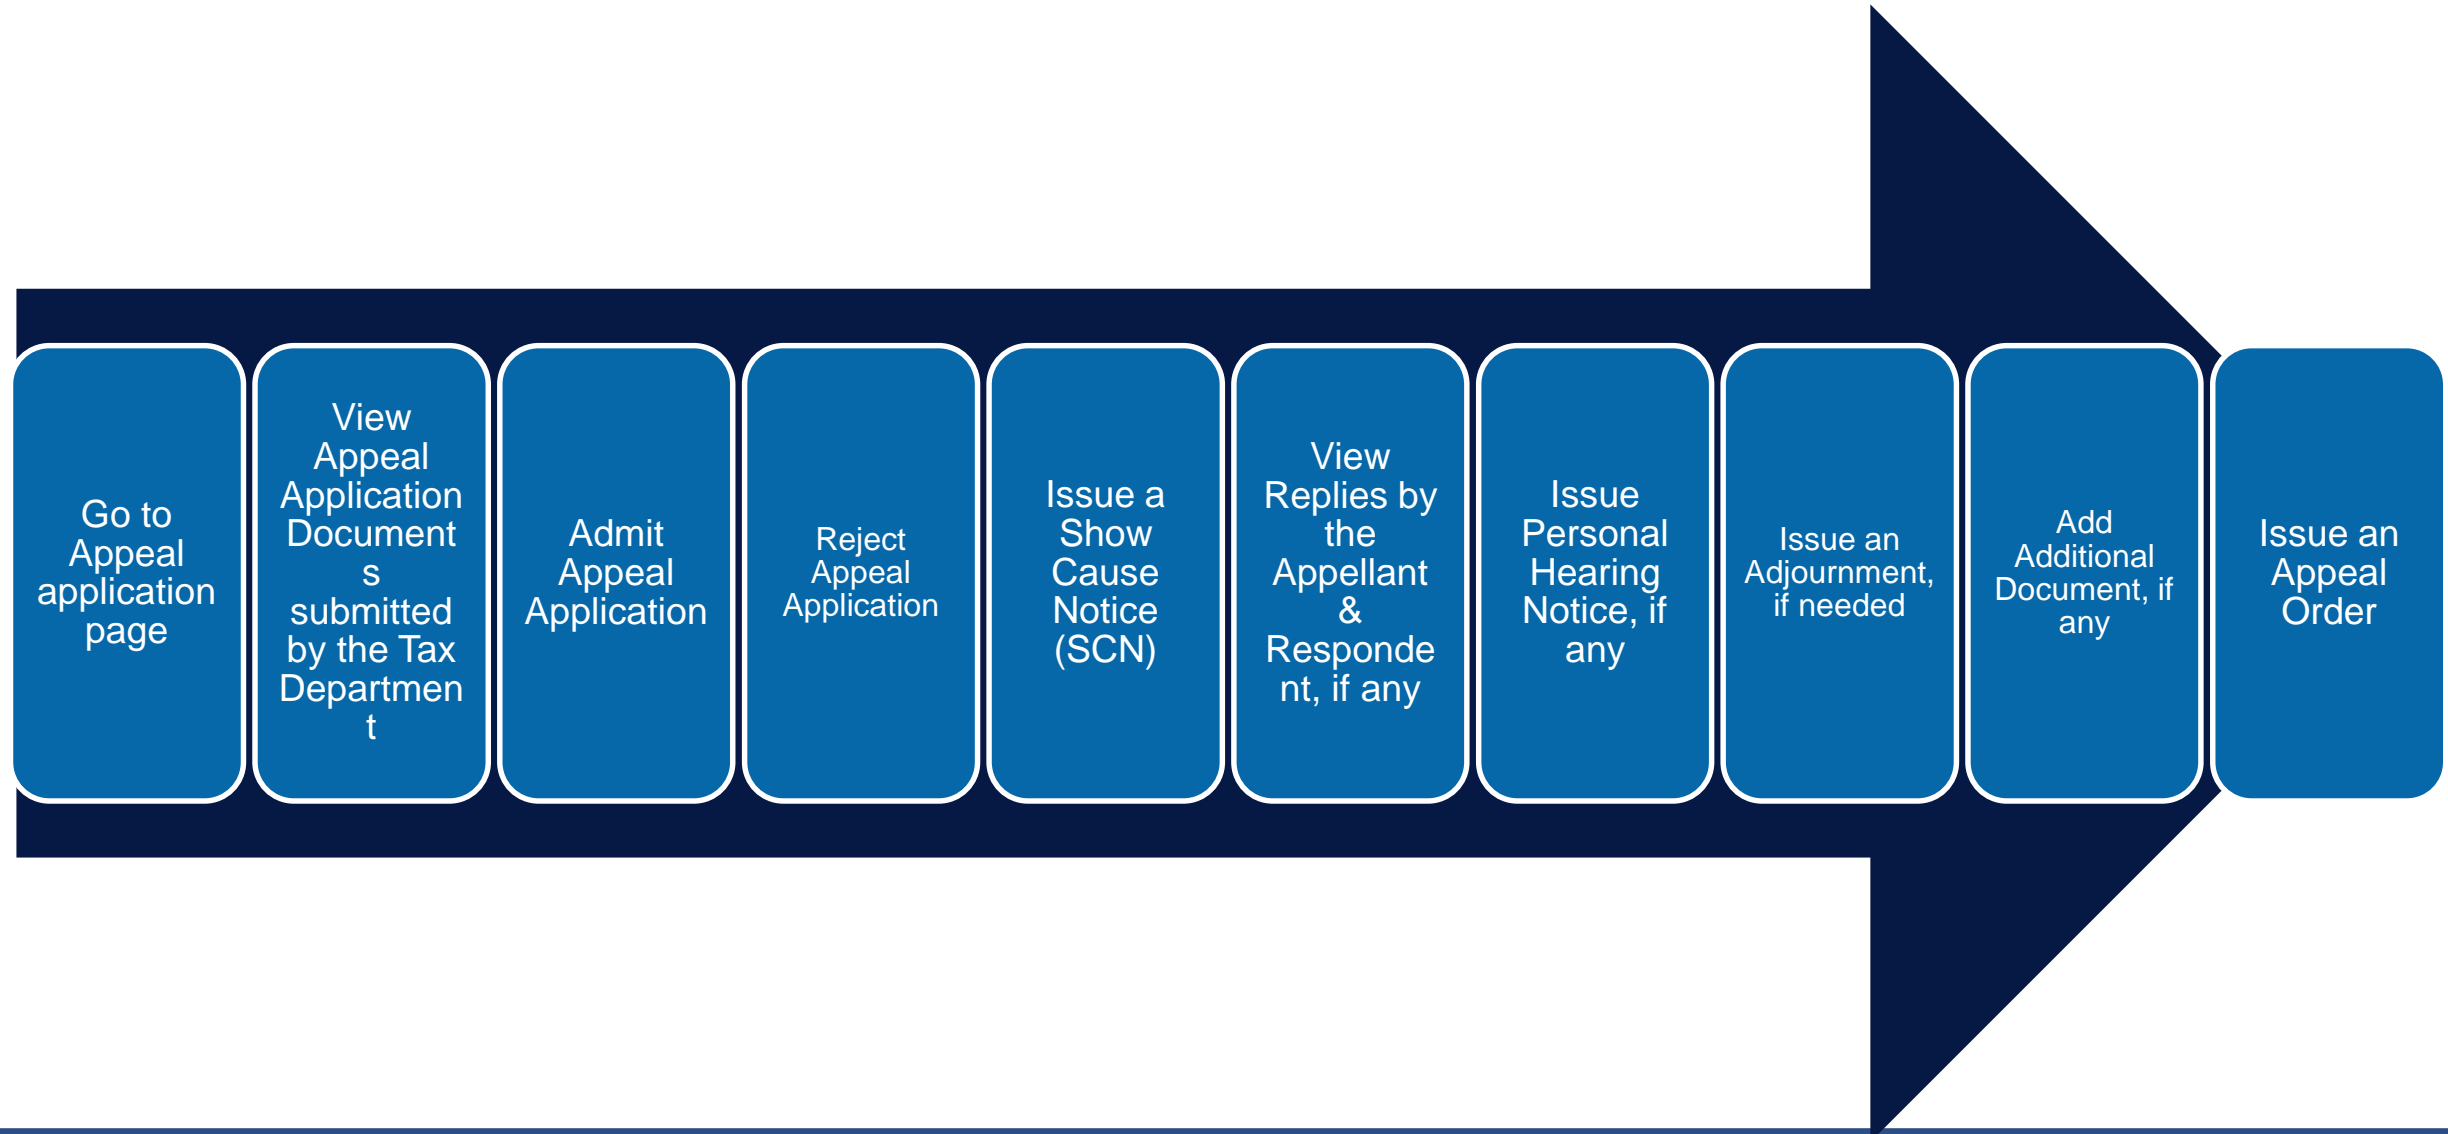 Go to
Appeal
application
page
View
Appeal
Application
Document
s
submitted
by the Tax
Departmen
t
Admit
Appeal
Application
Reject
Appeal
Application
Issue a
Show
Cause
Notice
(SCN)
View
Replies by
the
Appellant
&
Responde
nt, if any
Issue
Personal
Hearing
Notice, if
any
Issue an
Adjournment,
if needed
Add
Additional
Document, if
any
Issue an
Appeal
Order